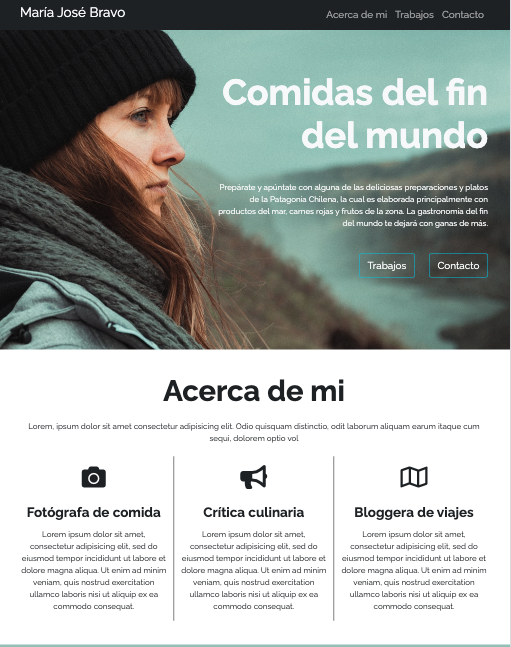 María José Bravo
Acerca de mi Trabajos Contacto
Comidas del fin
del mundo
Prepárate y apúntate con alguna de las deliciosas preparaciones y platos
de la Patagonia Chilena, la cual es elaborada principalmente con
productos del mar, carnes rojas y frutos de la zona. La gastronomía del fin
del mundo te dejará con ganas de más.
Trabajos Contacto
Acerca de mi
Lorem, ipsum dolor sit amet consectetur adipisicing elit. Odio quisquam distinctio, odit laborum aliquam earum itaque cum
sequi, dolorem optio vol
Fotógrafa de comida
Lorem ipsum dolor sit amet,
consectetur adipisicing elit, sed do
eiusmod tempor incididunt ut labore et
dolore magna aliqua. Ut enim ad minim
veniam, quis nostrud exercitation
ullamco laboris nisi ut aliquip ex ea
commodo consequat.
Crítica culinaria
Lorem ipsum dolor sit amet,
consectetur adipisicing elit, sed do
eiusmod tempor incididunt ut labore et
dolore magna aliqua. Ut enim ad minim
veniam, quis nostrud exercitation
ullamco laboris nisi ut aliquip ex ea
commodo consequat.
Bloggera de viajes
Lorem ipsum dolor sit amet,
consectetur adipisicing elit, sed do
eiusmod tempor incididunt ut labore et
dolore magna aliqua. Ut enim ad minim
veniam, quis nostrud exercitation
ullamco laboris nisi ut aliquip ex ea
commodo consequat.